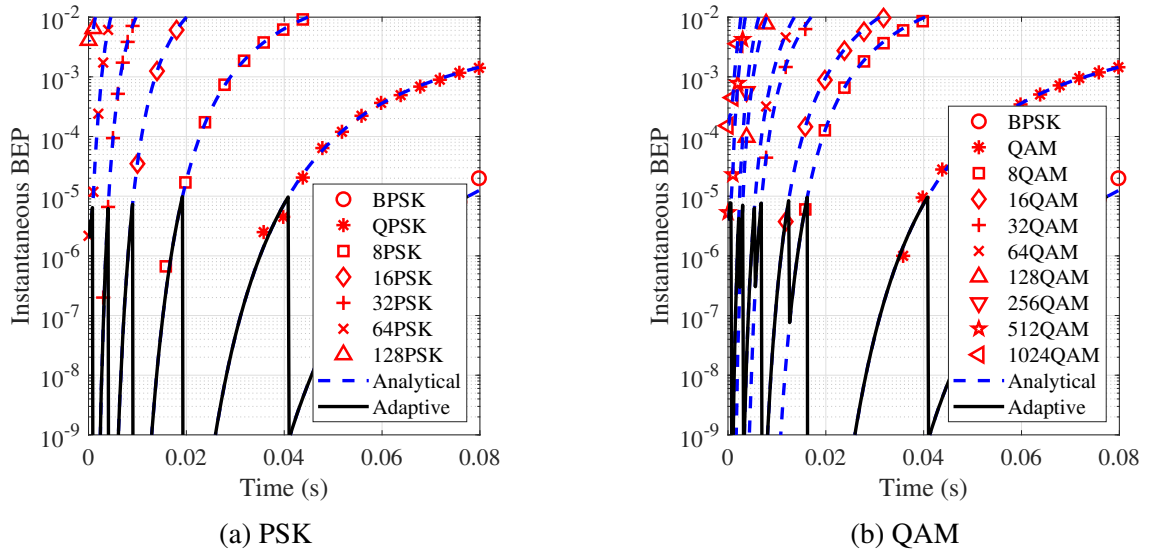 10^-2
10^-3
10^-4
10^-5
10^-6
10^-7
10^-8
10^-9
Instantaneous BEP
0 0.02 0.04 0.06 0.08
Time (s)
BPSK
QPSK
8PSK
16PSK
32PSK
64PSK
128PSK
Analytical
Adaptive
(a) PSK
10^-2
10^-3
10^-4
10^-5
10^-6
10^-7
10^-8
10^-9
Instantaneous BEP
0 0.02 0.04 0.06 0.08
Time (s)
BPSK
QAM
8QAM
16QAM
32QAM
64QAM
128QAM
256QAM
512QAM
1024QAM
Analytical
Adaptive
(b) QAM